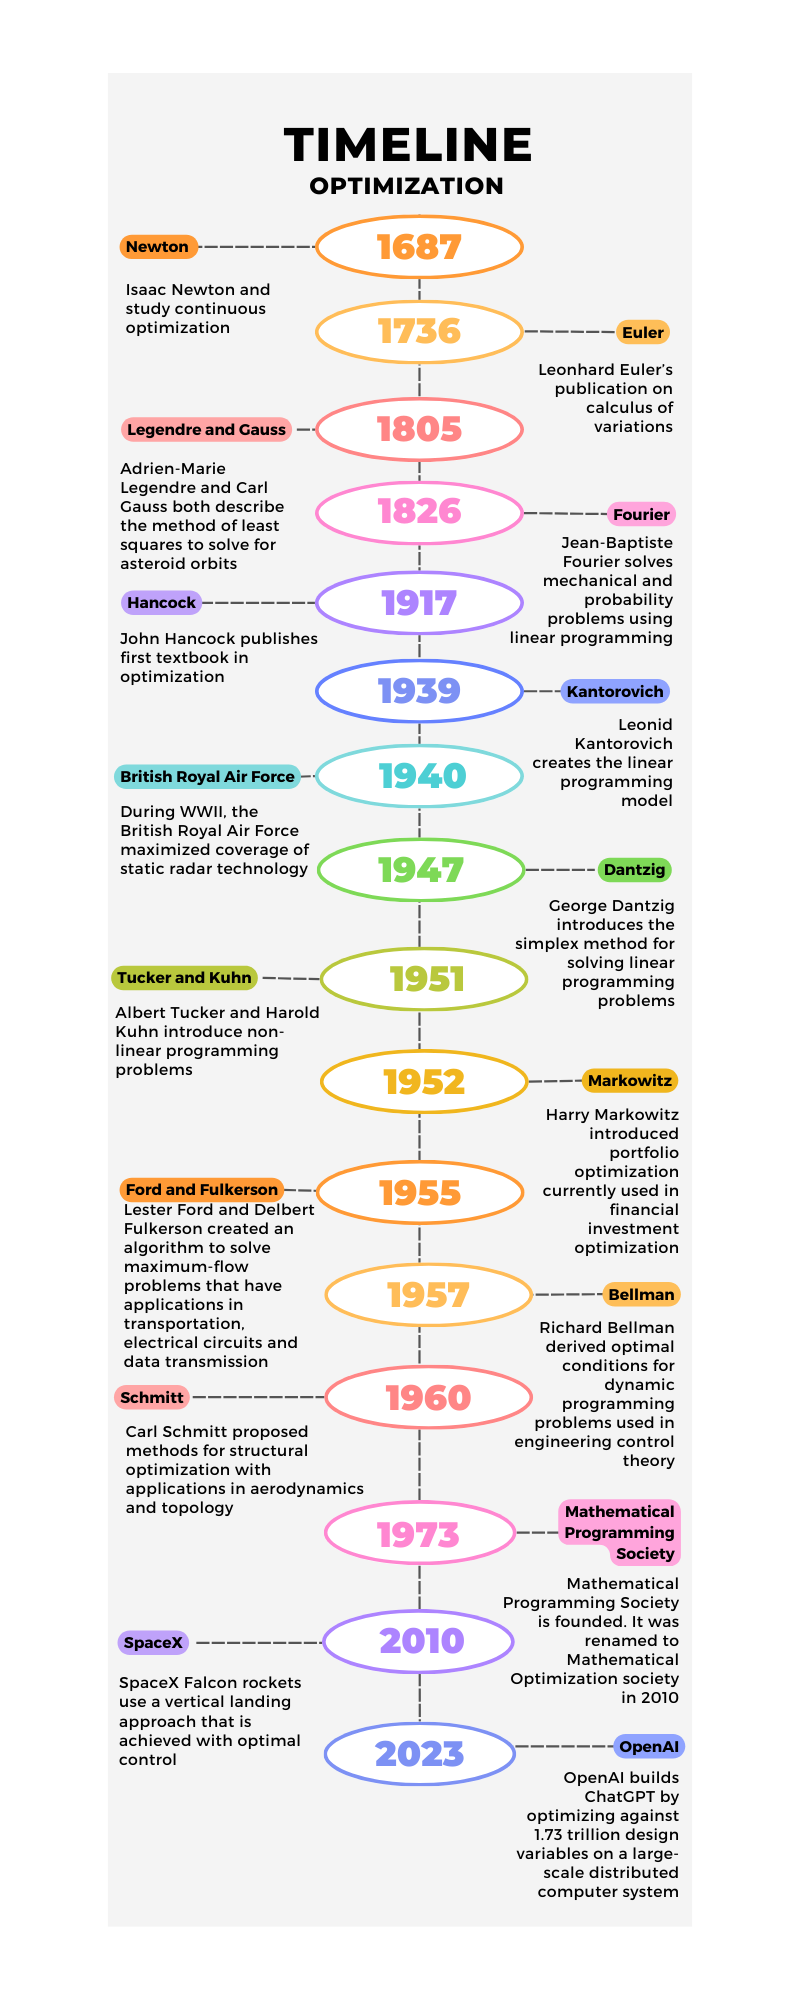 TIMELINE
OPTIMIZATION
1687
Newton
Isaac Newton and
study continuous
optimization
1736
Euler
Leonhard Euler's
publication on
calculus of
variations
1805
Legendre and Gauss
Adrien-Marie
Legendre and Carl
Gauss both describe
the method of least
squares to solve for
asteroid orbits
1826
Fourier
Jean-Baptiste
Fourier solves
mechanical and
probability
problems using
linear programming
1917
Hancock
John Hancock publishes
first textbook in
optimization
1939
Kantorovich
Leonid
Kantorovich
creates the linear
programming
model
1940
British Royal Air Force
During WWII, the
British Royal Air Force
maximized coverage of
static radar technology
1947
Dantzig
George Dantzig
introduces the
simplex method for
solving linear
programming
problems
1951
Tucker and Kuhn
Albert Tucker and Harold
Kuhn introduce non-
linear programming
problems
1952
Markowitz
Harry Markowitz
introduced
portfolio
optimization
currently used in
financial
investment
optimization
1955
Ford and Fulkerson
Lester Ford and Delbert
Fulkerson created an
algorithm to solve
maximum-flow
problems that have
applications in
transportation,
electrical circuits and
data transmission
1957
Bellman
Richard Bellman
derived optimal
conditions for
dynamic
programming
problems used in
engineering control
theory
1960
Schmitt
Carl Schmitt proposed
methods for structural
optimization with
applications in aerodynamics
and topology
1973
Mathematical
Programming
Society
Mathematical
Programming Society
is founded. It was
renamed to
Mathematical
Optimization society
in 2010
2010
SpaceX
SpaceX Falcon rockets
use a vertical landing
approach that is
achieved with optimal
control
2023
OpenAI
OpenAI builds
ChatGPT by
optimizing against
1.73 trillion design
variables on a large-
scale distributed
computer system